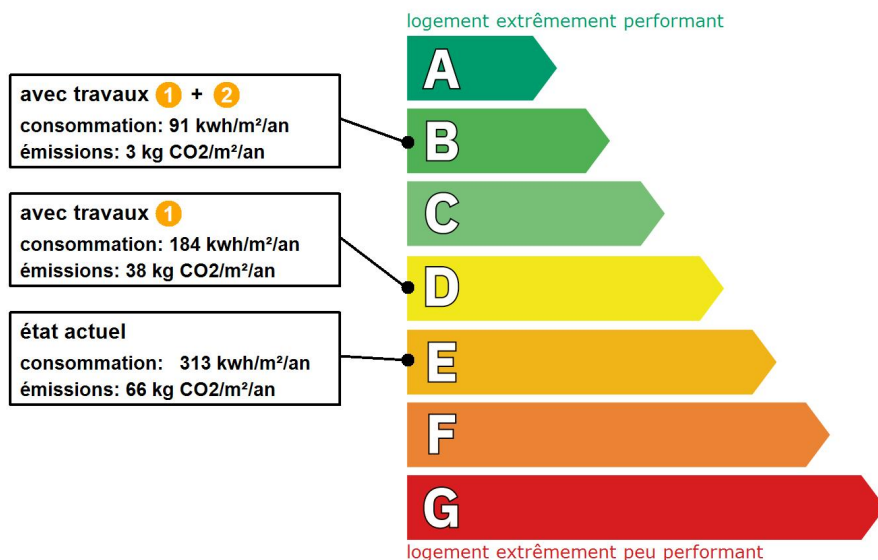 logement extrêmement performant
avec travaux 1 + 2
consommation: 91 kwh/m²/an
émissions: 3 kg CO2/m²/an
avec travaux 1
consommation: 184 kwh/m²/an
émissions: 38 kg CO2/m²/an
état actuel
consommation: 313 kwh/m²/an
émissions: 66 kg CO2/m²/an
A
B
C
D
E
F
G
logement extrêmement peu performant